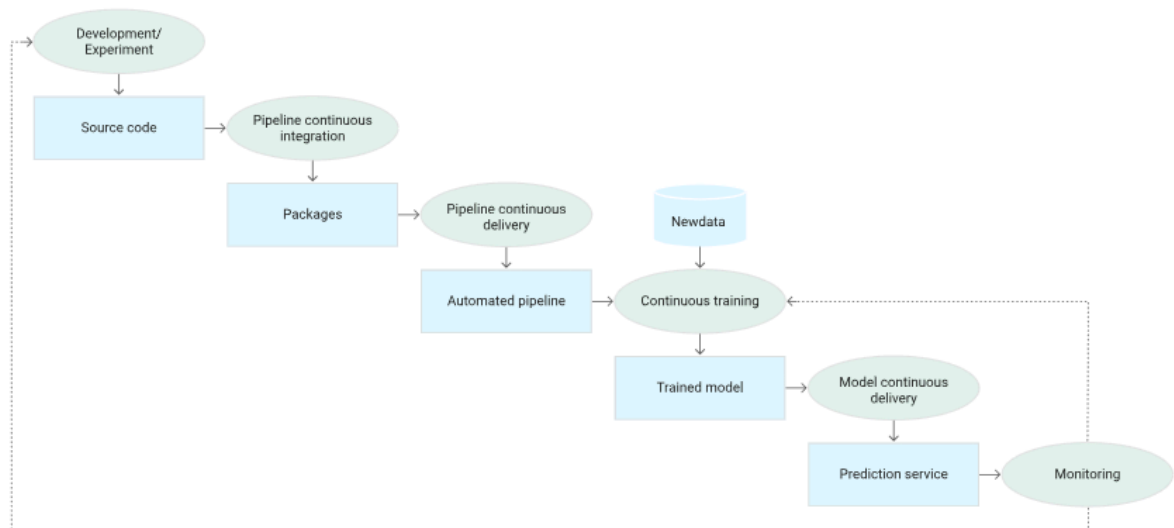 Development/
Experiment
Source code
Pipeline continuous
integration
Packages
Pipeline continuous
delivery
Newdata
Automated pipeline
Continuous training
Trained model
Model continuous
delivery
Prediction service
Monitoring